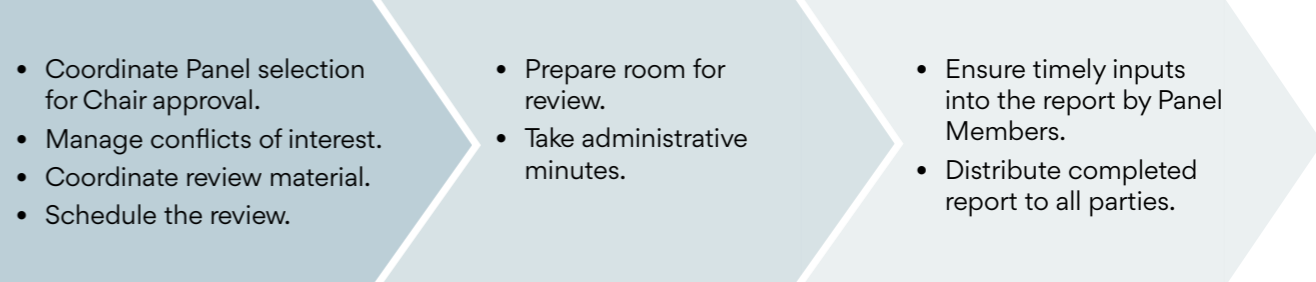 • Coordinate Panel selection
for Chair approval.
• Manage conflicts of interest.
• Coordinate review material.
• Schedule the review.
• Prepare room for
review.
• Take administrative
minutes.
• Ensure timely inputs
into the report by Panel
Members.
• Distribute completed
report to all parties.